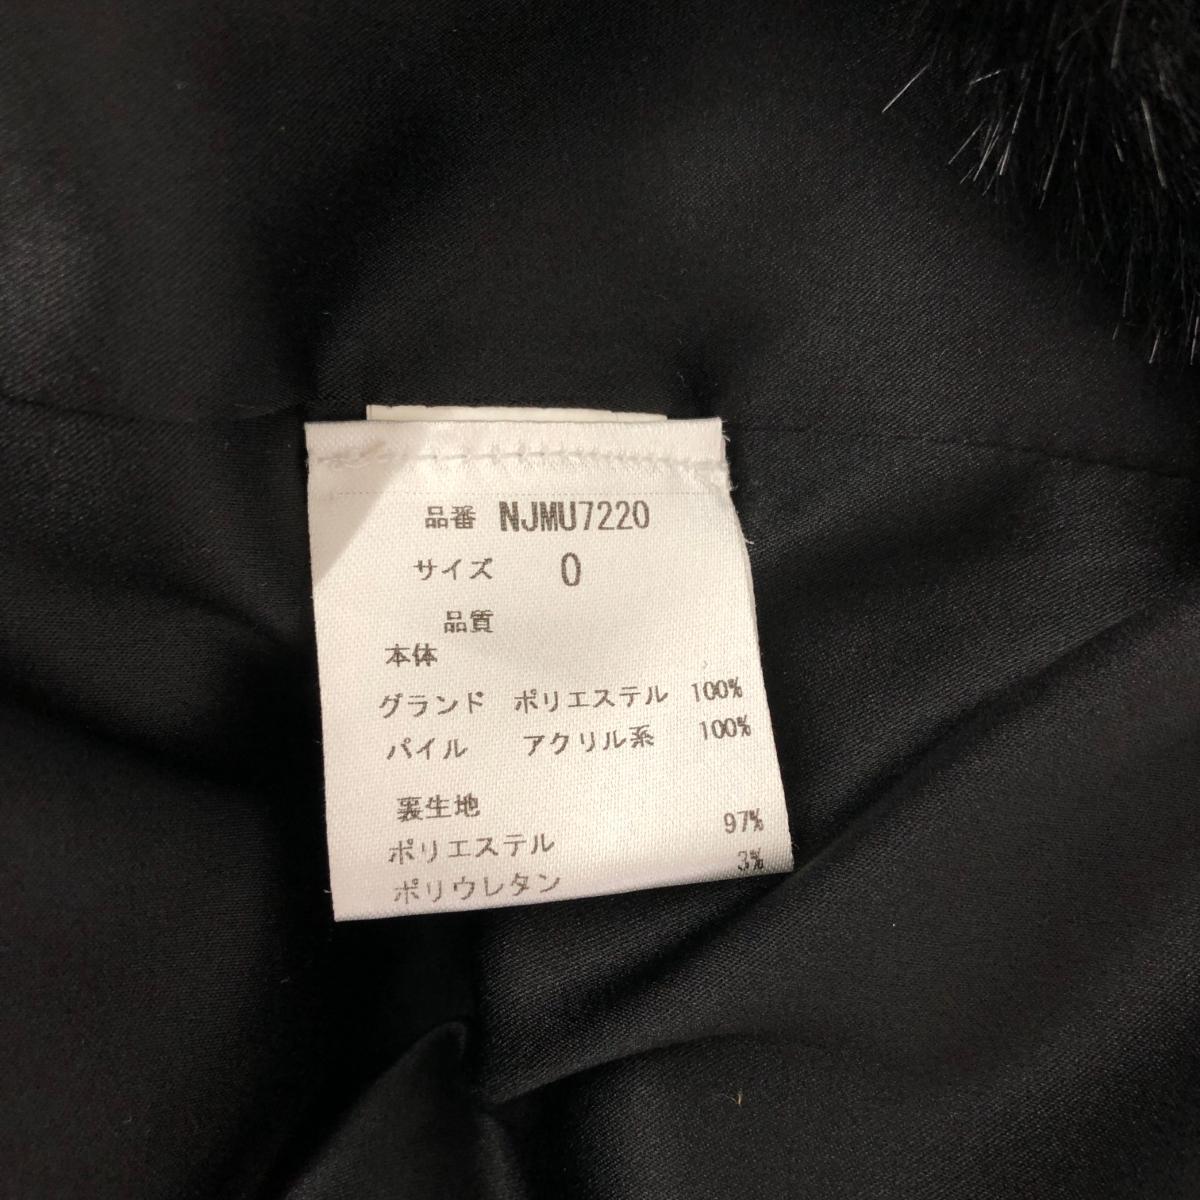 品番 NJMU7220
サイズ 0
品質
本体
グランド ポリエステル 100%
パイル アクリル系 100%
裏生地
ポリエステル 97%
ポリウレタン 3%